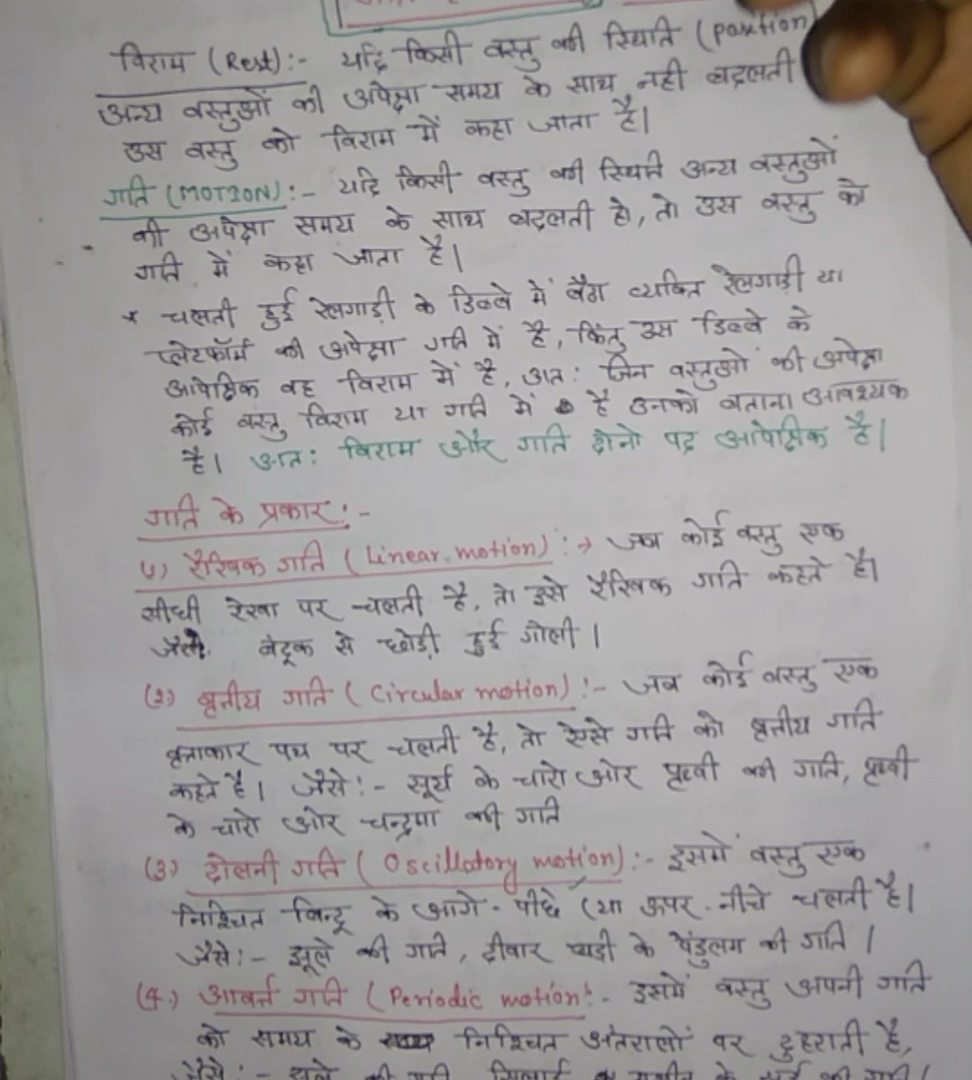 विराम (Rest):- यदि किसी वस्तु की स्थिति (position
अन्य वस्तुओं की अपेक्षा समय के साथ नही बदलती
उस वस्तु को विराम में कहा जाता है।
गति (MOTION):- यदि किसी वस्तु की स्थिति अन्य वस्तुओं
की अपेक्षा समय के साथ बदलती हो, तो उस वस्तु को
गति में कहा जाता है।
* चलती हुई रेलगाड़ी के डिब्बे में बैठा व्यक्ति रेलगाड़ी या
प्लेटफॉर्म की अपेक्षा गति में है, किंतु उस डिब्बे के
आपेक्षिक वह विराम में है, अतः जिन वस्तुओं की अपेक्षा
कोई वस्तु विराम या गति में है उनको बताना आवश्यक
है। अतः विराम और गति दोनो पद आपेक्षिक है।
गति के प्रकार:-
(1) रैखिक गति (Linear motion):→ जब कोई वस्तु एक
सीधी रेखा पर चलती है, तो इसे रैखिक गति कहते है।
जैसे. बंदूक से छोड़ी हुई गोली।
(2) वृत्तीय गति (Circular motion):- जब कोई वस्तु एक
वृत्ताकार पथ पर चलती है, तो ऐसे गति को वृत्तीय गति
कहते है। जैसे:- सूर्य के चारो ओर पृथ्वी की गति, पृथ्वी
के चारो ओर चन्द्रमा की गति
(3) दोलनी गति (Oscillatory motion):- इसमें वस्तु एक
निश्चित बिन्दु के आगे-पीछे (या ऊपर-नीचे चलती है।
जैसे:- झूले की गति, दीवार घड़ी के पेंडुलम की गति।
(4.) आवर्त गति (Periodic motion:- इसमें वस्तु अपनी गति
को समय के निश्चित अंतरालों पर दुहराती है,
जैसे:- झूले की गति, सिलाई मशीन के सुई की गति।